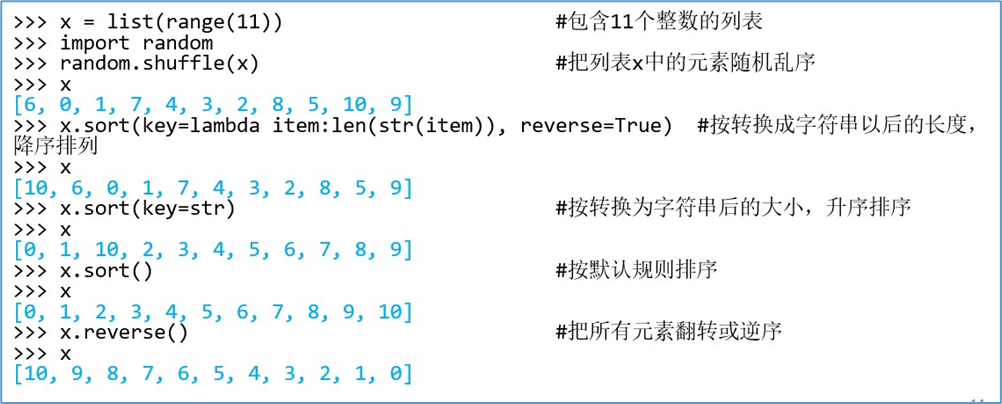 >>> x = list(range(11)) #包含11个整数的列表
>>> import random
>>> random.shuffle(x) #把列表x中的元素随机乱序
>>> x
[6, 0, 1, 7, 4, 3, 2, 8, 5, 10, 9]
>>> x.sort(key=lambda item:len(str(item)), reverse=True) #按转换成字符串以后的长度，
降序排列
>>> x
[10, 6, 0, 1, 7, 4, 3, 2, 8, 5, 9]
>>> x.sort(key=str) #按转换为字符串后的大小，升序排序
>>> x
[0, 1, 10, 2, 3, 4, 5, 6, 7, 8, 9]
>>> x.sort() #按默认规则排序
>>> x
[0, 1, 2, 3, 4, 5, 6, 7, 8, 9, 10]
>>> x.reverse() #把所有元素翻转或逆序
>>> x
[10, 9, 8, 7, 6, 5, 4, 3, 2, 1, 0]